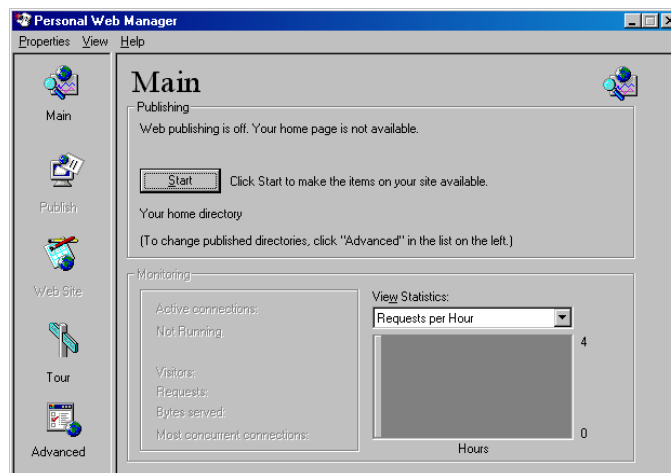 Personal Web Manager
Properties View Help
Main
Publish
Web Site
Tour
Advanced
Main
Publishing
Web publishing is off. Your home page is not available.
Start
Click Start to make the items on your site available.
Your home directory
(To change published directories, click "Advanced" in the list on the left.)
Monitoring
Active connections:
Not Running
Visitors:
Requests:
Bytes served:
Most concurrent connections:
View Statistics:
Requests per Hour
4
0
Hours